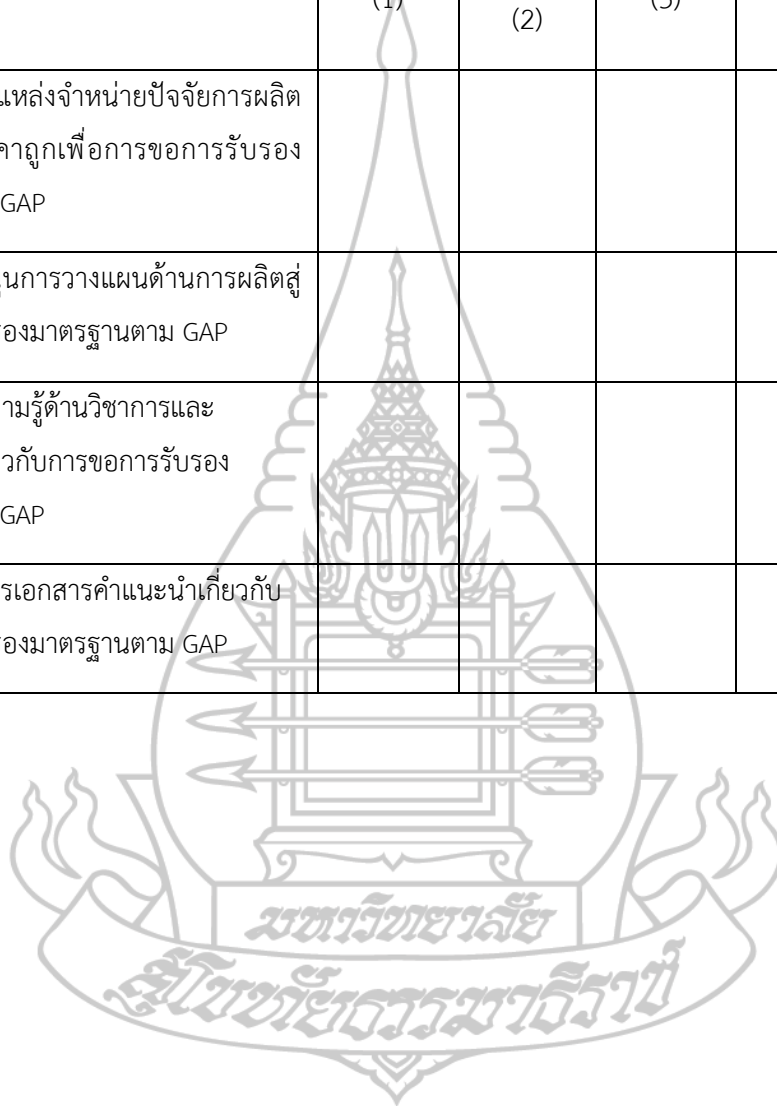 (1)
(2)
(3)
แหล่งจำหน่ายปัจจัยการผลิต
คาถูกเพื่อการขอการรับรอง
GAP
นการวางแผนด้านการผลิตสู่
องมาตรฐานตาม GAP
ามรู้ด้านวิชาการและ
วกับการขอการรับรอง
GAP
รเอกสารคำแนะนำเกี่ยวกับ
องมาตรฐานตาม GAP
มหาวิทยาลัย
สุโขทัยธรรมาธิราช